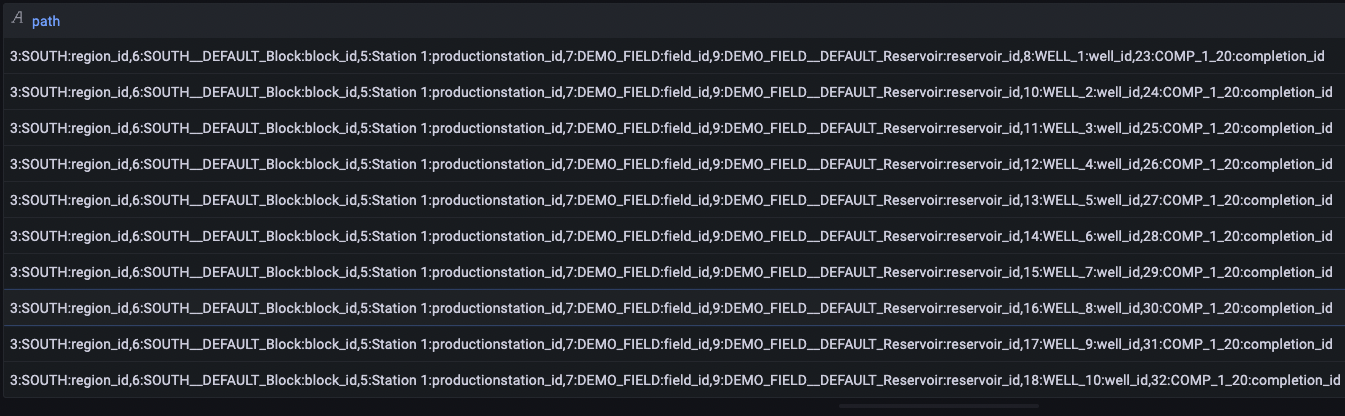 A path
3:SOUTH:region_id,6:SOUTH__DEFAULT_Block:block_id,5:Station 1:productionstation_id,7:DEMO_FIELD:field_id,9:DEMO_FIELD__DEFAULT_Reservoir:reservoir_id,8:WELL_1:well_id,23:COMP_1_20:completion_id
3:SOUTH:region_id,6:SOUTH__DEFAULT_Block:block_id,5:Station 1:productionstation_id,7:DEMO_FIELD:field_id,9:DEMO_FIELD__DEFAULT_Reservoir:reservoir_id,10:WELL_2:well_id,24:COMP_1_20:completion_id
3:SOUTH:region_id,6:SOUTH__DEFAULT_Block:block_id,5:Station 1:productionstation_id,7:DEMO_FIELD:field_id,9:DEMO_FIELD__DEFAULT_Reservoir:reservoir_id,11:WELL_3:well_id,25:COMP_1_20:completion_id
3:SOUTH:region_id,6:SOUTH__DEFAULT_Block:block_id,5:Station 1:productionstation_id,7:DEMO_FIELD:field_id,9:DEMO_FIELD__DEFAULT_Reservoir:reservoir_id,12:WELL_4:well_id,26:COMP_1_20:completion_id
3:SOUTH:region_id,6:SOUTH__DEFAULT_Block:block_id,5:Station 1:productionstation_id,7:DEMO_FIELD:field_id,9:DEMO_FIELD__DEFAULT_Reservoir:reservoir_id,13:WELL_5:well_id,27:COMP_1_20:completion_id
3:SOUTH:region_id,6:SOUTH__DEFAULT_Block:block_id,5:Station 1:productionstation_id,7:DEMO_FIELD:field_id,9:DEMO_FIELD__DEFAULT_Reservoir:reservoir_id,14:WELL_6:well_id,28:COMP_1_20:completion_id
3:SOUTH:region_id,6:SOUTH__DEFAULT_Block:block_id,5:Station 1:productionstation_id,7:DEMO_FIELD:field_id,9:DEMO_FIELD__DEFAULT_Reservoir:reservoir_id,15:WELL_7:well_id,29:COMP_1_20:completion_id
3:SOUTH:region_id,6:SOUTH__DEFAULT_Block:block_id,5:Station 1:productionstation_id,7:DEMO_FIELD:field_id,9:DEMO_FIELD__DEFAULT_Reservoir:reservoir_id,16:WELL_8:well_id,30:COMP_1_20:completion_id
3:SOUTH:region_id,6:SOUTH__DEFAULT_Block:block_id,5:Station 1:productionstation_id,7:DEMO_FIELD:field_id,9:DEMO_FIELD__DEFAULT_Reservoir:reservoir_id,17:WELL_9:well_id,31:COMP_1_20:completion_id
3:SOUTH:region_id,6:SOUTH__DEFAULT_Block:block_id,5:Station 1:productionstation_id,7:DEMO_FIELD:field_id,9:DEMO_FIELD__DEFAULT_Reservoir:reservoir_id,18:WELL_10:well_id,32:COMP_1_20:completion_id